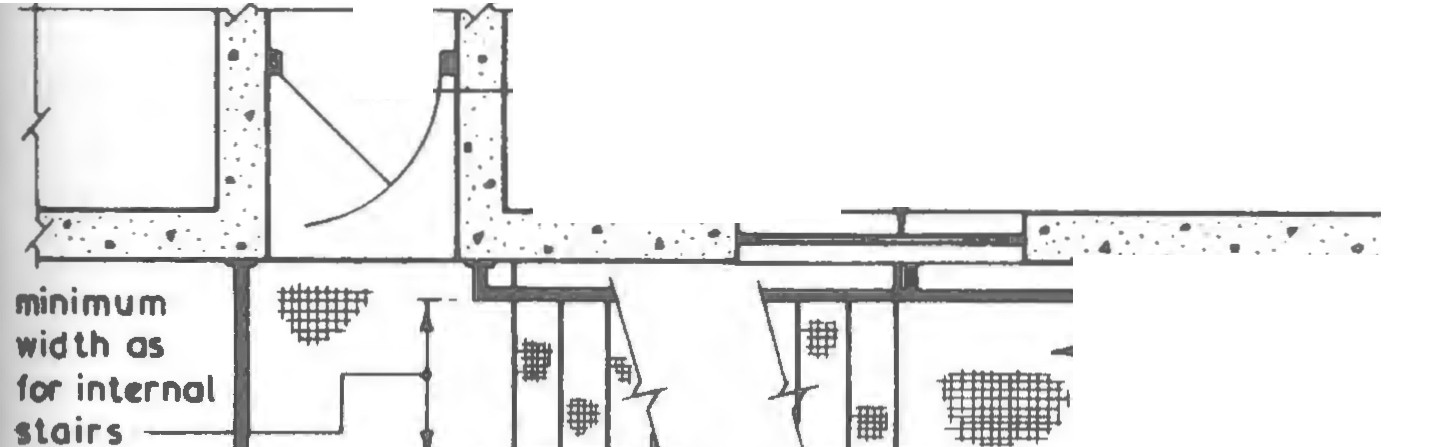 minimum
width as
for internal
stairs